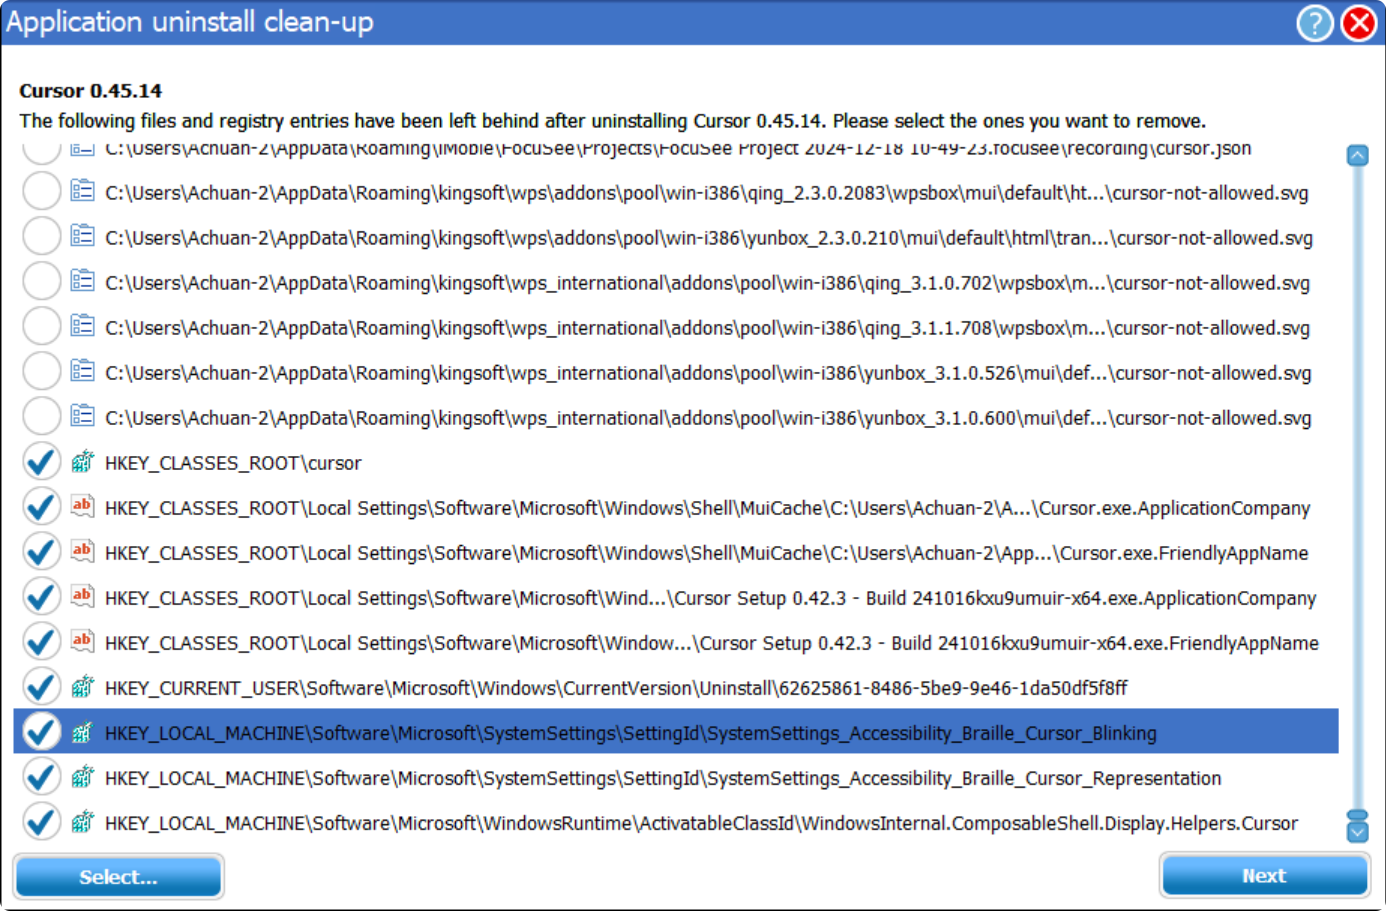 Application uninstall clean-up
?
Cursor 0.45.14
The following files and registry entries have been left behind after uninstalling Cursor 0.45.14. Please select the ones you want to remove.
C:\Users\Achuan-2\AppData\Roaming\iMobie\FocuSee\Projects\FocuSee Project 2024-12-18 10-49-23.focusee\recording\cursor.json
C:\Users\Achuan-2\AppData\Roaming\kingsoft\wps\addons\pool\win-i386\qing_2.3.0.2083\wpsbox\mui\default\ht...\cursor-not-allowed.svg
C:\Users\Achuan-2\AppData\Roaming\kingsoft\wps\addons\pool\win-i386\yunbox_2.3.0.210\mui\default\html\tran...\cursor-not-allowed.svg
C:\Users\Achuan-2\AppData\Roaming\kingsoft\wps_international\addons\pool\win-i386\qing_3.1.0.702\wpsbox\m...\cursor-not-allowed.svg
C:\Users\Achuan-2\AppData\Roaming\kingsoft\wps_international\addons\pool\win-i386\qing_3.1.1.708\wpsbox\m...\cursor-not-allowed.svg
C:\Users\Achuan-2\AppData\Roaming\kingsoft\wps_international\addons\pool\win-i386\yunbox_3.1.0.526\mui\def...\cursor-not-allowed.svg
C:\Users\Achuan-2\AppData\Roaming\kingsoft\wps_international\addons\pool\win-i386\yunbox_3.1.0.600\mui\def...\cursor-not-allowed.svg
HKEY_CLASSES_ROOT\cursor
ab HKEY_CLASSES_ROOT\Local Settings\Software\Microsoft\Windows\Shell\MuiCache\C:\Users\Achuan-2\A...\Cursor.exe.ApplicationCompany
ab HKEY_CLASSES_ROOT\Local Settings\Software\Microsoft\Windows\Shell\MuiCache\C:\Users\Achuan-2\App...\Cursor.exe.FriendlyAppName
ab HKEY_CLASSES_ROOT\Local Settings\Software\Microsoft\Wind...\Cursor Setup 0.42.3 - Build 241016kxu9umuir-x64.exe.ApplicationCompany
ab HKEY_CLASSES_ROOT\Local Settings\Software\Microsoft\Window...\Cursor Setup 0.42.3 - Build 241016kxu9umuir-x64.exe.FriendlyAppName
HKEY_CURRENT_USER\Software\Microsoft\Windows\CurrentVersion\Uninstall\62625861-8486-5be9-9e46-1da50df5f8ff
HKEY_LOCAL_MACHINE\Software\Microsoft\SystemSettings\SettingId\SystemSettings_Accessibility_Braille_Cursor_Blinking
HKEY_LOCAL_MACHINE\Software\Microsoft\SystemSettings\SettingId\SystemSettings_Accessibility_Braille_Cursor_Representation
HKEY_LOCAL_MACHINE\Software\Microsoft\WindowsRuntime\ActivatableClassId\WindowsInternal.ComposableShell.Display.Helpers.Cursor
Select...
Next